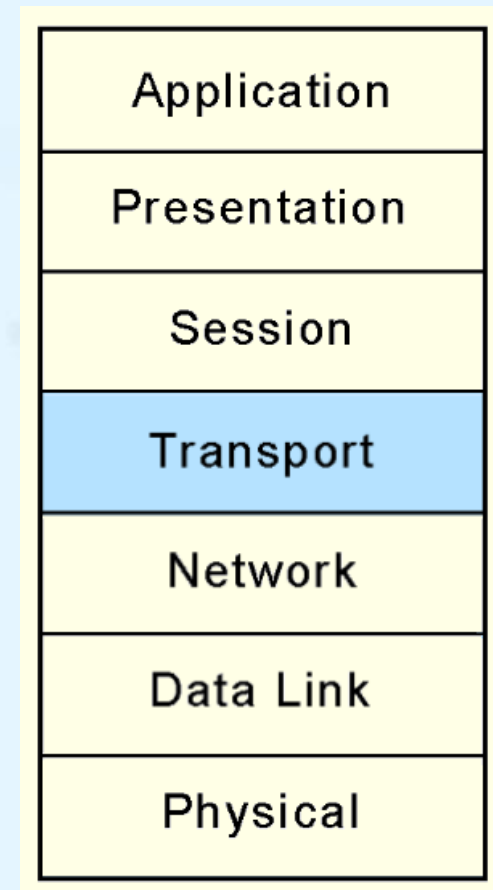 Application
Presentation
Session
Transport
Network
Data Link
Physical